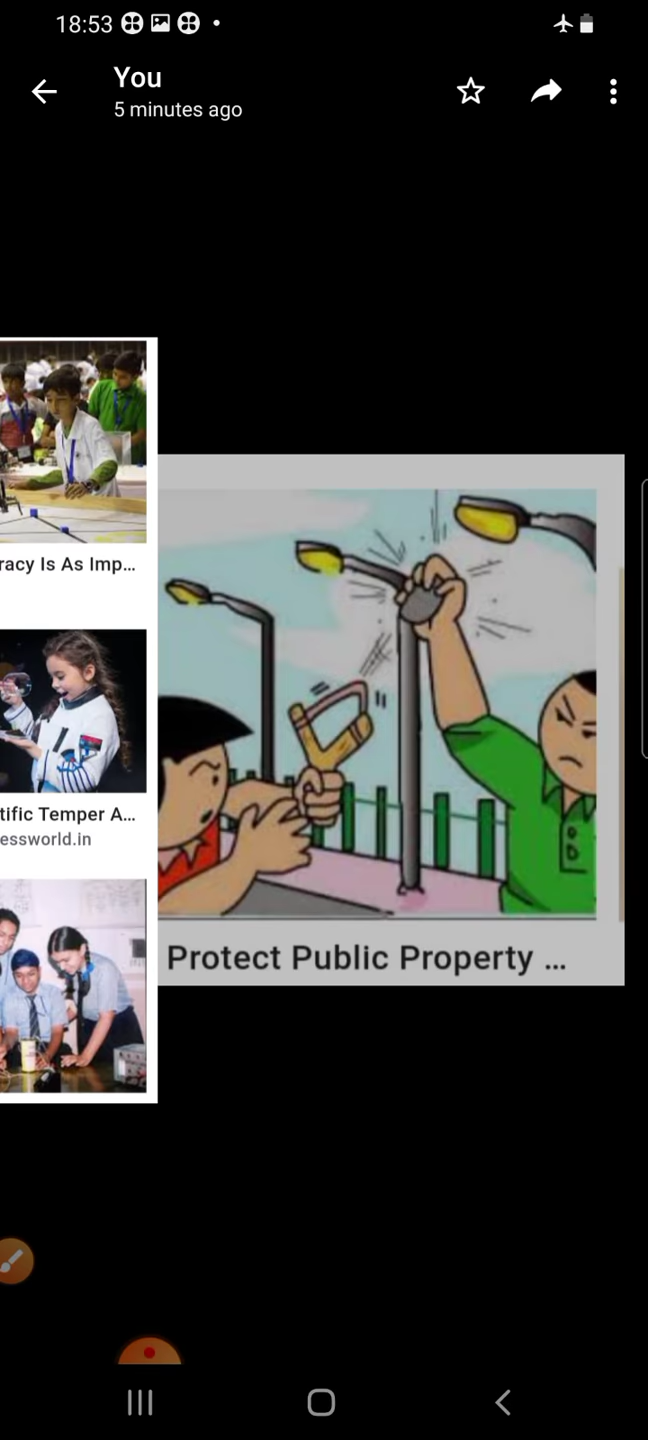 18:53
You
5 minutes ago
racy Is As Imp...
tific Temper A...
essworld.in
Protect Public Property ...